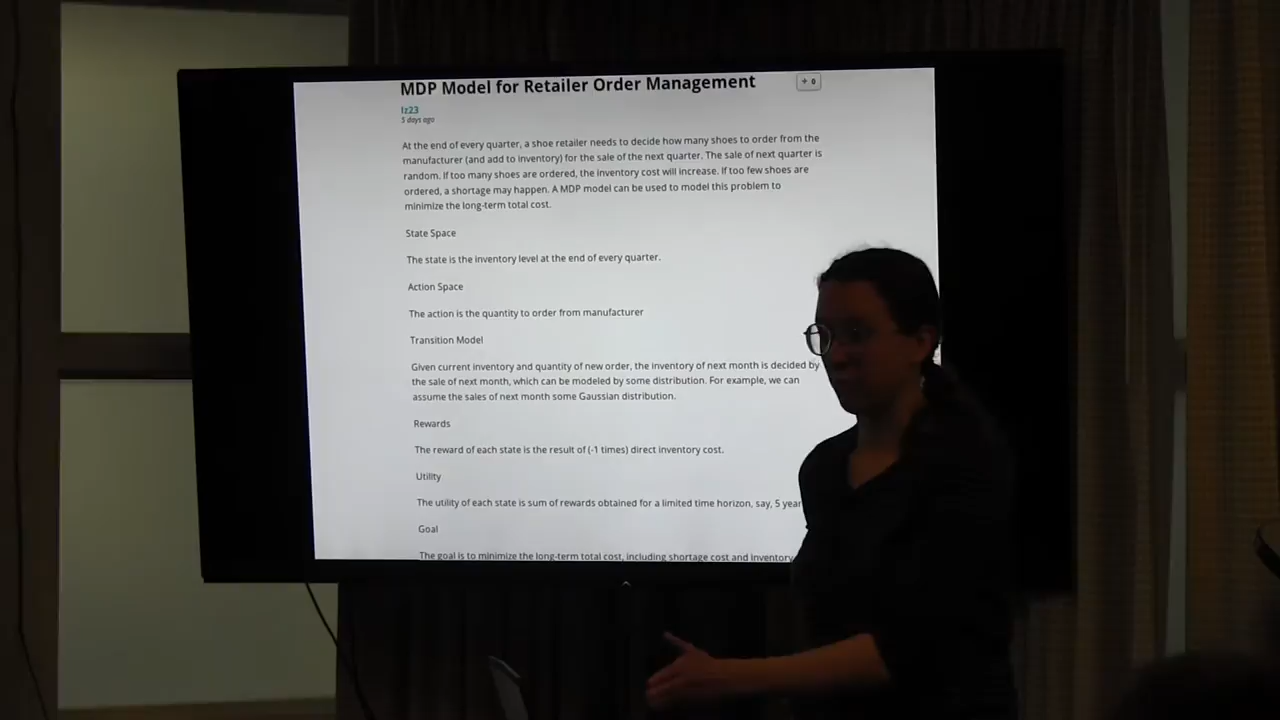 MDP Model for Retailer Order Management
+ 0
lz23
5 days ago
At the end of every quarter, a shoe retailer needs to decide how many shoes to order from the
manufacturer (and add to inventory) for the sale of the next quarter. The sale of next quarter is
random. If too many shoes are ordered, the inventory cost will increase. If too few shoes are
ordered, a shortage may happen. A MDP model can be used to model this problem to
minimize the long-term total cost.
State Space
The state is the inventory level at the end of every quarter.
Action Space
The action is the quantity to order from manufacturer
Transition Model
Given current inventory and quantity of new order, the inventory of next month is decided by
the sale of next month, which can be modeled by some distribution. For example, we can
assume the sales of next month some Gaussian distribution.
Rewards
The reward of each state is the result of (-1 times) direct inventory cost.
Utility
The utility of each state is sum of rewards obtained for a limited time horizon, say, 5 year
Goal
The goal is to minimize the long-term total cost, including shortage cost and inventory